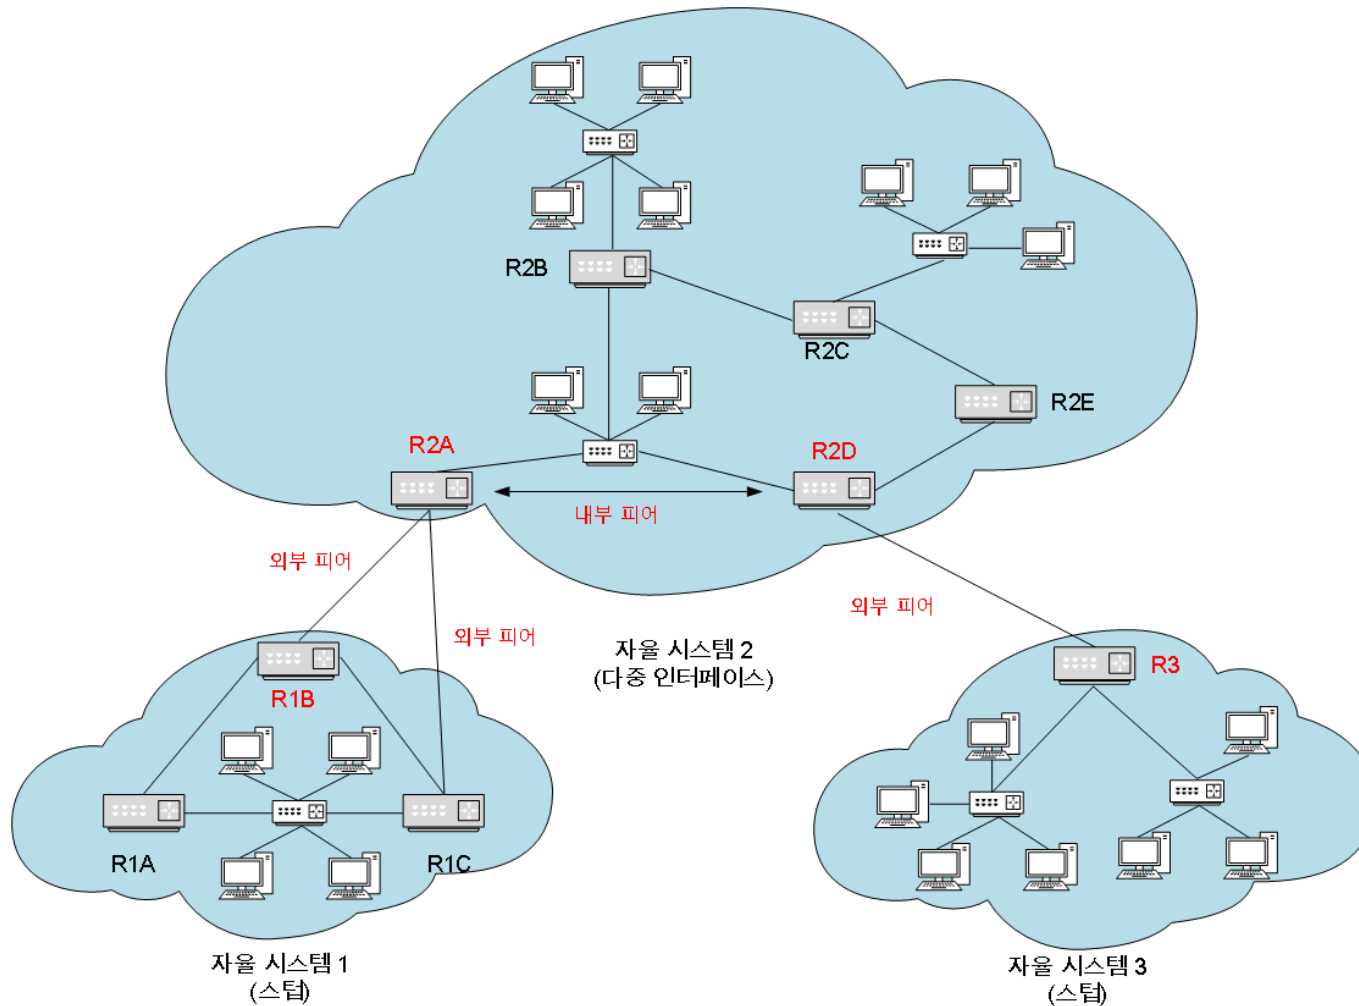 R2B
R2C
R2E
R2A
R2D
내부 피어
외부 피어
외부 피어
외부 피어
자율 시스템 2
(다중 인터페이스)
R1B
R3
R1A
R1C
자율 시스템 1
(스텁)
자율 시스템 3
(스텁)